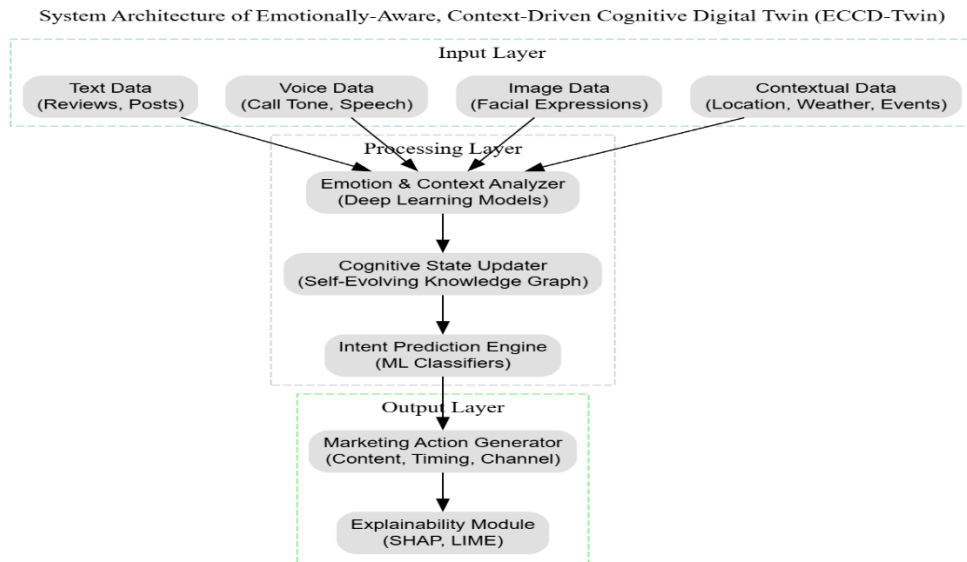 System Architecture of Emotionally-Aware, Context-Driven Cognitive Digital Twin (ECCD-Twin)
Input Layer
Text Data
(Reviews, Posts)
Voice Data
(Call Tone, Speech)
Image Data
(Facial Expressions)
Contextual Data
(Location, Weather, Events)
Processing Layer
Emotion & Context Analyzer
(Deep Learning Models)
Cognitive State Updater
(Self-Evolving Knowledge Graph)
Intent Prediction Engine
(ML Classifiers)
Output Layer
Marketing Action Generator
(Content, Timing, Channel)
Explainability Module
(SHAP, LIME)